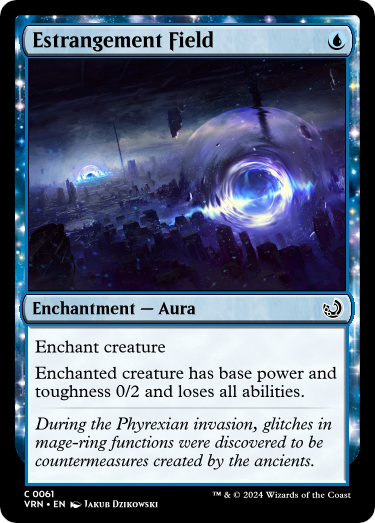 Estrangement Field
Enchantment — Aura
Enchant creature
Enchanted creature has base power and
toughness 0/2 and loses all abilities.
During the Phyrexian invasion, glitches in
mage-ring functions were discovered to be
countermeasures created by the ancients.
C 0061
VRN • EN Jakub Dzikowski
™ & © 2024 Wizards of the Coast